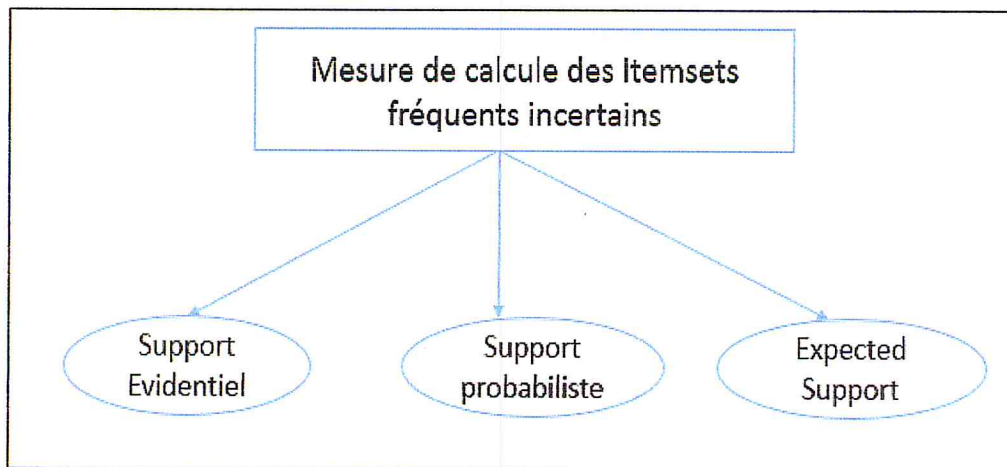 Mesure de calcule des Itemsets
fréquents incertains
Support
Evidentiel
Support
probabiliste
Expected
Support